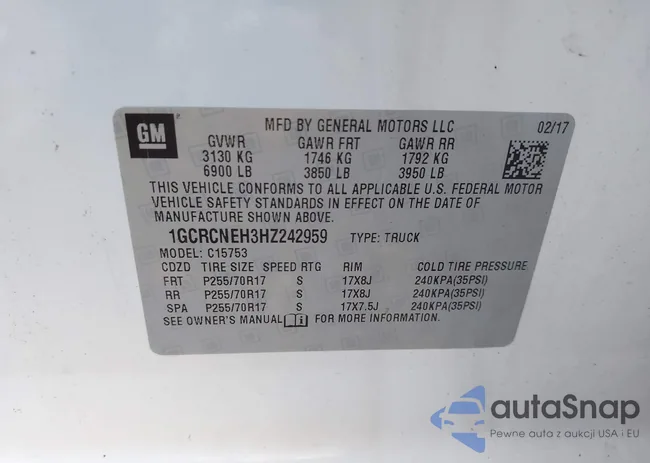 GM
MFD BY GENERAL MOTORS LLC 02/17
GVWR GAWR FRT GAWR RR
3130 KG 1746 KG 1792 KG
6900 LB 3850 LB 3950 LB
THIS VEHICLE CONFORMS TO ALL APPLICABLE U.S. FEDERAL MOTOR
VEHICLE SAFETY STANDARDS IN EFFECT ON THE DATE OF
MANUFACTURE SHOWN ABOVE.
1GCRCNEH3HZ242959 TYPE: TRUCK
MODEL: C15753
CDZD TIRE SIZE SPEED RTG RIM COLD TIRE PRESSURE
FRT P255/70R17 S 17X8J 240KPA(35PSI)
RR P255/70R17 S 17X8J 240KPA(35PSI)
SPA P255/70R17 S 17X7.5J 240KPA(35PSI)
SEE OWNER'S MANUAL FOR MORE INFORMATION.
autaSnap
Pewne auta z aukcji USA i EU